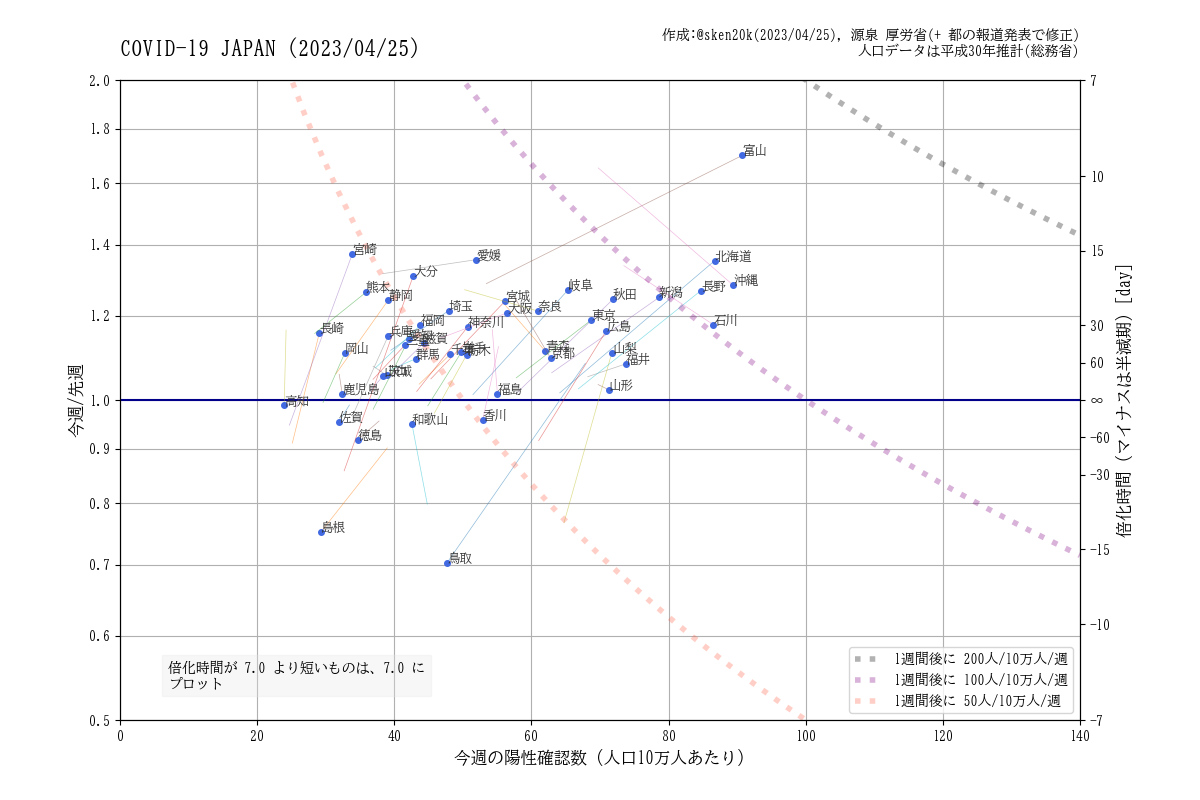 COVID-19 JAPAN (2023/04/25)
作成:@sken20k(2023/04/25), 源泉 厚労省(+ 都の報道発表で修正)
人口データは平成30年推計(総務省)
2.0
1.8
1.6
1.4
1.2
1.0
0.9
0.8
0.7
0.6
0.5
今週/先週
7
10
15
30
60
∞
-60
-30
-15
-10
-7
倍化時間 (マイナスは半減期) [day]
富山
宮崎
愛媛
北海道
大分
沖縄
熊本
静岡
岐阜
長野
宮城
秋田
新潟
埼玉
大阪
奈良
東京
石川
福岡
神奈川
広島
長崎
兵庫
滋賀
岡山
群馬
青森
京都
山梨
福井
鹿児島
福島
山形
高知
佐賀
和歌山
香川
徳島
島根
鳥取
倍化時間が 7.0 より短いものは、7.0 に
プロット
1週間後に 200人/10万人/週
1週間後に 100人/10万人/週
1週間後に 50人/10万人/週
0 20 40 60 80 100 120 140
今週の陽性確認数 (人口10万人あたり)